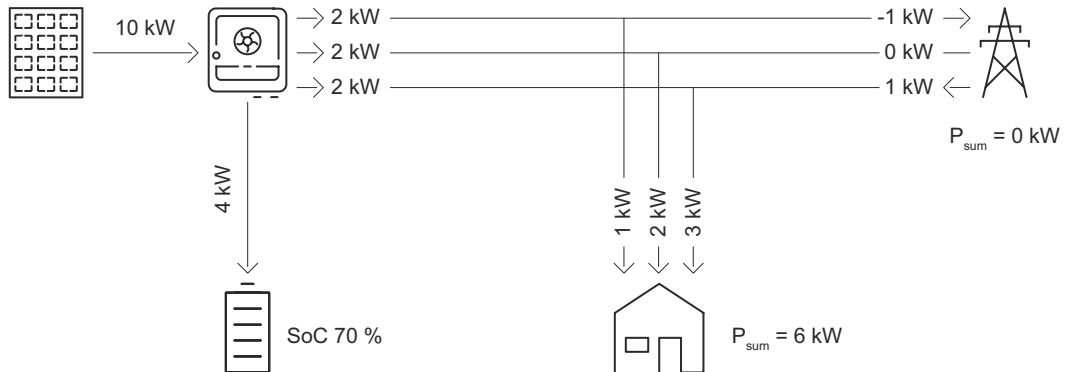 10 kW
2 kW
-1 kW
2 kW
0 kW
2 kW
1 kW
P_sum = 0 kW
4 kW
1 kW
2 kW
3 kW
SoC 70 %
P_sum = 6 kW